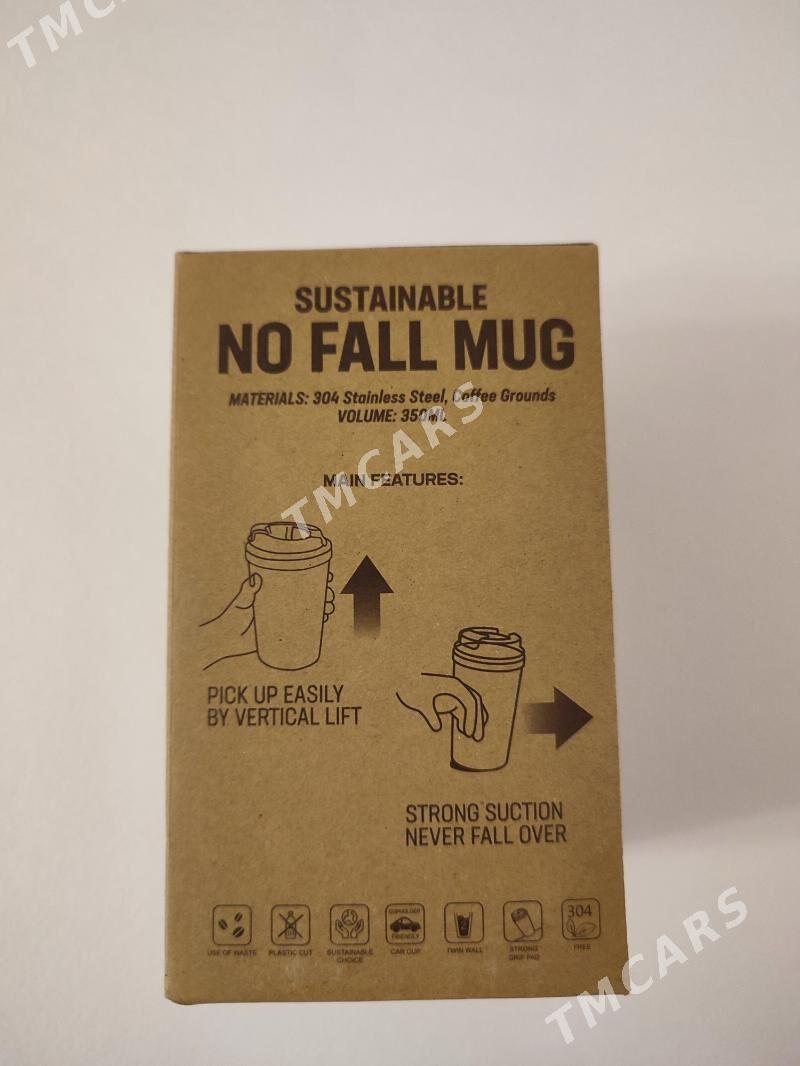 TMCARS
SUSTAINABLE
NO FALL MUG
MATERIALS: 304 Stainless Steel, Coffee Grounds
VOLUME: 350ML
TMCARS
MAIN FEATURES:
PICK UP EASILY
BY VERTICAL LIFT
STRONG SUCTION
NEVER FALL OVER
CUPHOLDER
FRIENDLY
304
USE OF WASTE
PLASTIC CUT
SUSTAINABLE
CHOICE
CAR CUP
TWIN WALL
STRONG
GRIP PAD
FREE
TMCARS